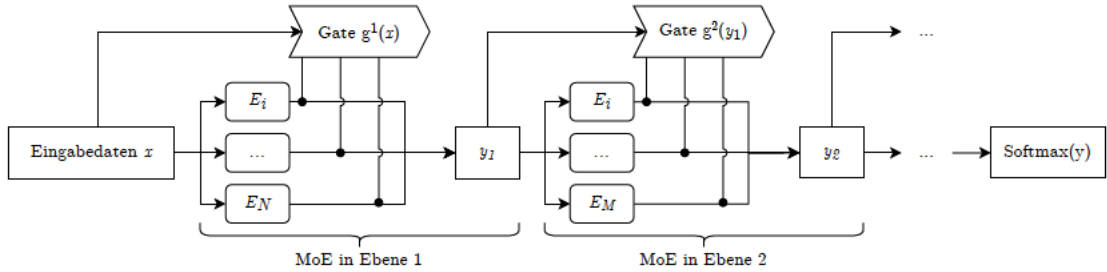 Gate g¹(x)
Gate g²(y₁)
...
Eᵢ
Eᵢ
Eingabedaten x
...
y₁
...
y₂
...
Softmax(y)
E_N
E_M
MoE in Ebene 1
MoE in Ebene 2